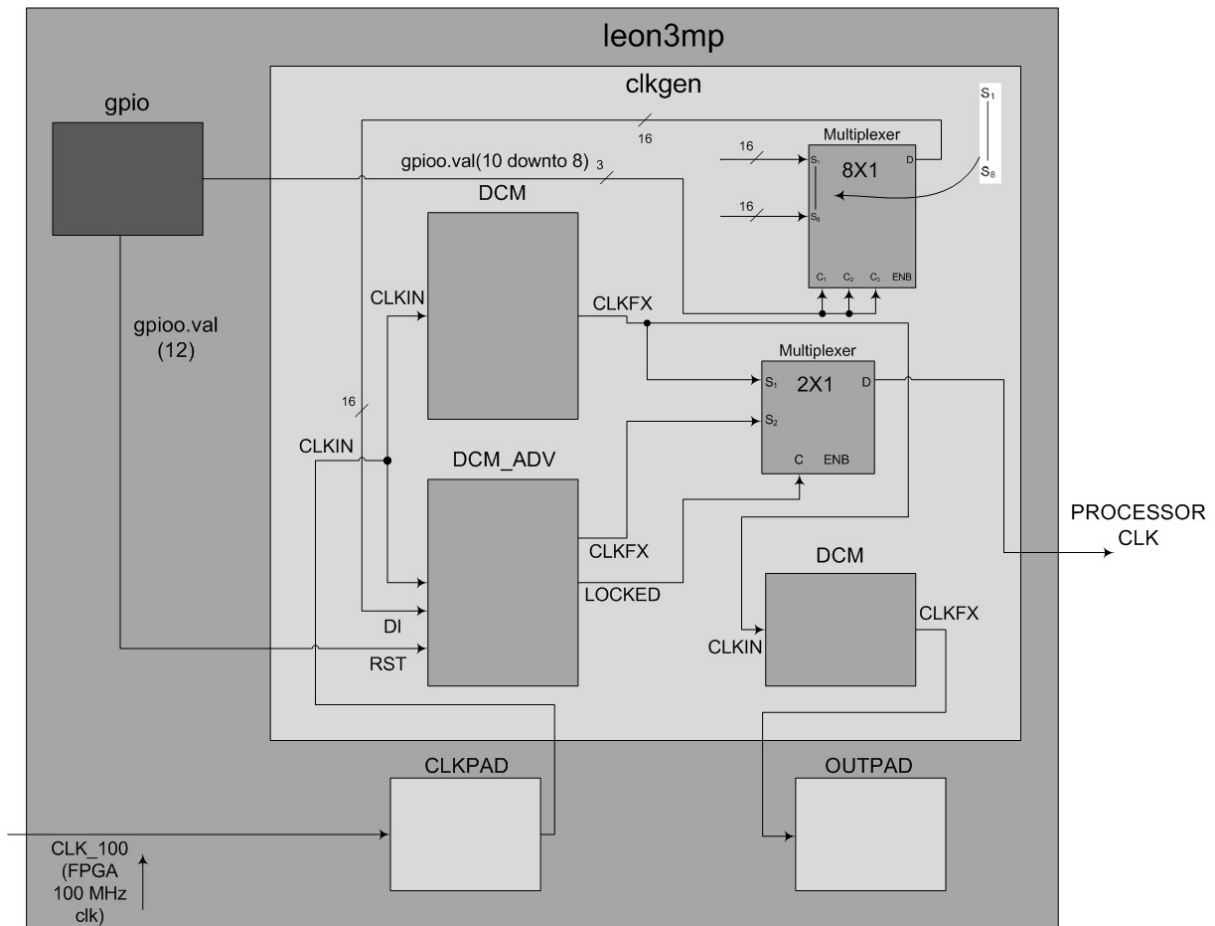 leon3mp
clkgen
gpio
S₁
S₈
16
Multiplexer
16
gpioo.val(10 downto 8)
3
S₁
D
8X1
DCM
16
S₈
C₁
C₂
C₃
ENB
CLKIN
CLKFX
gpioo.val
(12)
Multiplexer
S₁
2X1
D
16
S₂
CLKIN
DCM_ADV
C
ENB
PROCESSOR
CLK
CLKFX
DCM
LOCKED
CLKFX
DI
CLKIN
RST
CLKPAD
OUTPAD
CLK_100
(FPGA
100 MHz
clk)